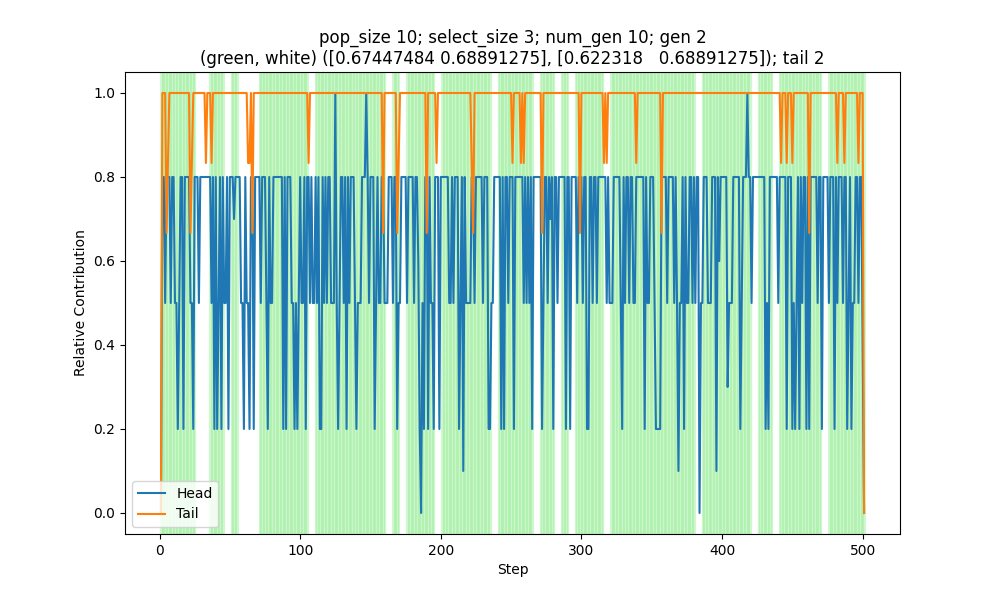 pop_size 10; select_size 3; num_gen 10; gen 2
(green, white) ([0.67447484 0.68891275], [0.622318   0.68891275]); tail 2
1.0
0.8
0.6
0.4
0.2
0.0
Relative Contribution
Head
Tail
0
100
200
300
400
500
Step